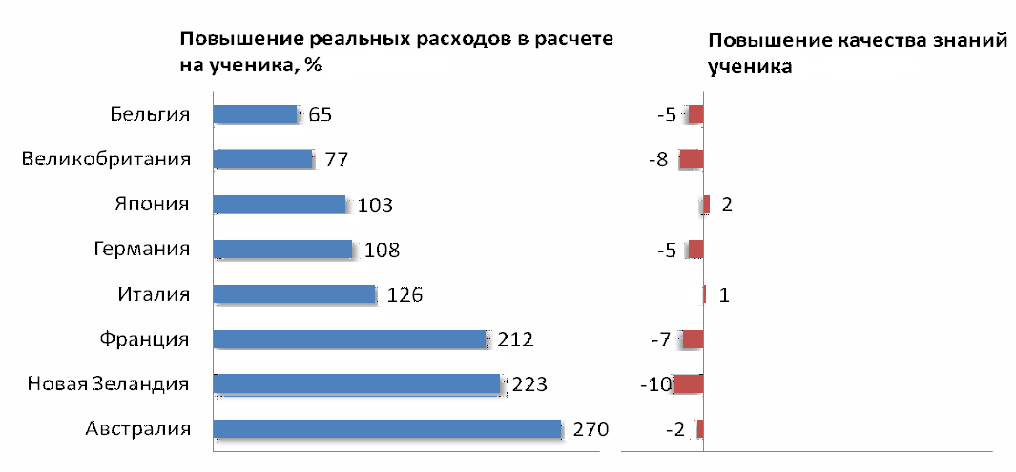 Повышение реальных расходов в расчете
на ученика, %
Повышение качества знаний
ученика
Бельгия 65 -5
Великобритания 77 -8
Япония 103 2
Германия 108 -5
Италия 126 1
Франция 212 -7
Новая Зеландия 223 -10
Австралия 270 -2